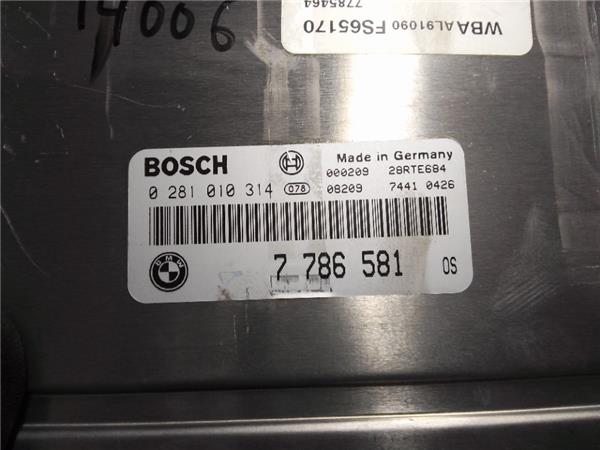 14006
WBAAL91090 FS65170
7785464
BOSCH
Made in Germany
000209 28RTE684
0 281 010 314 078 08209 7441 0426
BMW
7 786 581 OS